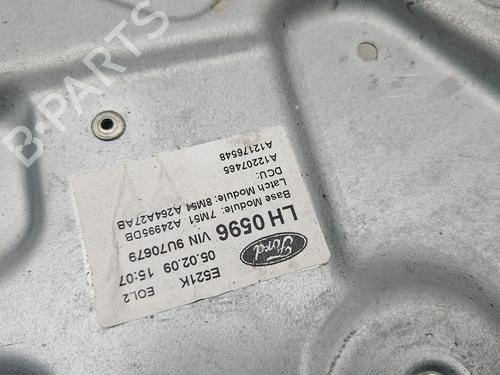 E521K EOL2
05.02.09 15:07
Ford LH 0596 VIN 9U70679
Base Module: 7M51 A24995DB
Latch Module: 8M54 A264A27AB
DCU:
A12207465
A12176548
B-PARTS